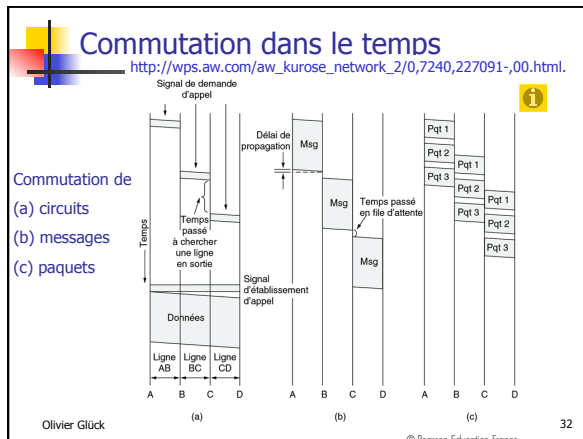 Commutation dans le temps
http://wps.aw.com/aw_kurose_network_2/0,7240,227091-,00.html.
i
Commutation de
(a) circuits
(b) messages
(c) paquets
Signal de demande
d'appel
Temps
Temps
passé
à chercher
une ligne
en sortie
Signal
d'établissement
d'appel
Données
Ligne
AB
Ligne
BC
Ligne
CD
A
B
C
D
(a)
Délai de
propagation
Msg
Msg
Temps passé
en file d'attente
Msg
A
B
C
D
(b)
Pqt 1
Pqt 2
Pqt 3
Pqt 1
Pqt 2
Pqt 3
Pqt 1
Pqt 2
Pqt 3
A
B
C
D
(c)
Olivier Glück
32
© Pearson Education France